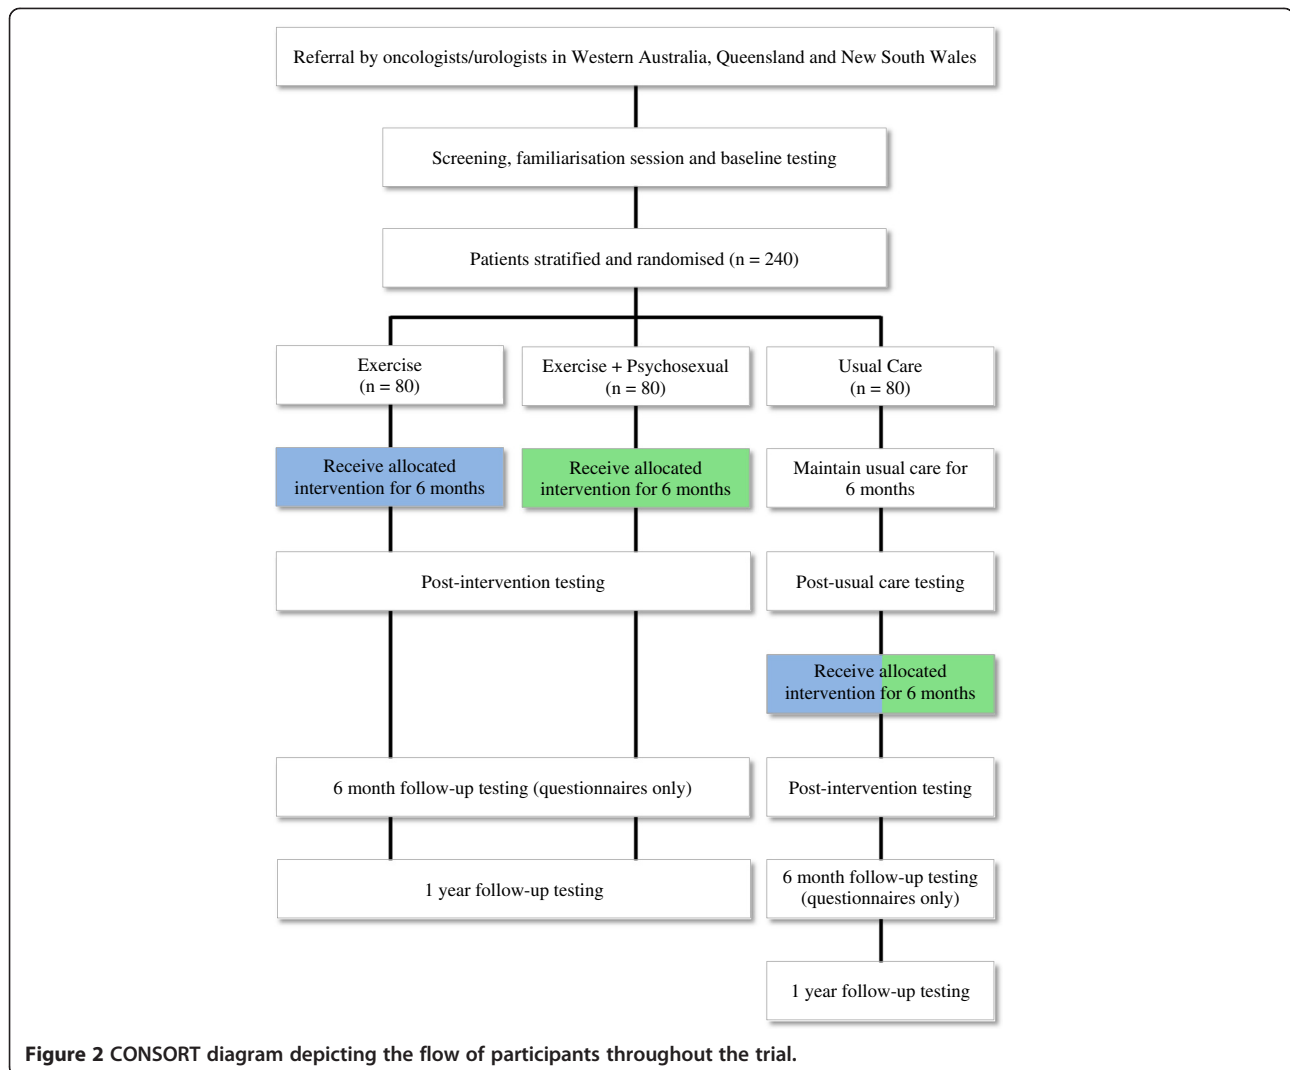 Referral by oncologists/urologists in Western Australia, Queensland and New South Wales
Screening, familiarisation session and baseline testing
Patients stratified and randomised (n = 240)
Exercise
(n = 80)
Exercise + Psychosexual
(n = 80)
Usual Care
(n = 80)
Receive allocated
intervention for 6 months
Receive allocated
intervention for 6 months
Maintain usual care for
6 months
Post-intervention testing
Post-usual care testing
Receive allocated
intervention for 6 months
6 month follow-up testing (questionnaires only)
Post-intervention testing
1 year follow-up testing
6 month follow-up testing
(questionnaires only)
1 year follow-up testing
Figure 2 CONSORT diagram depicting the flow of participants throughout the trial.